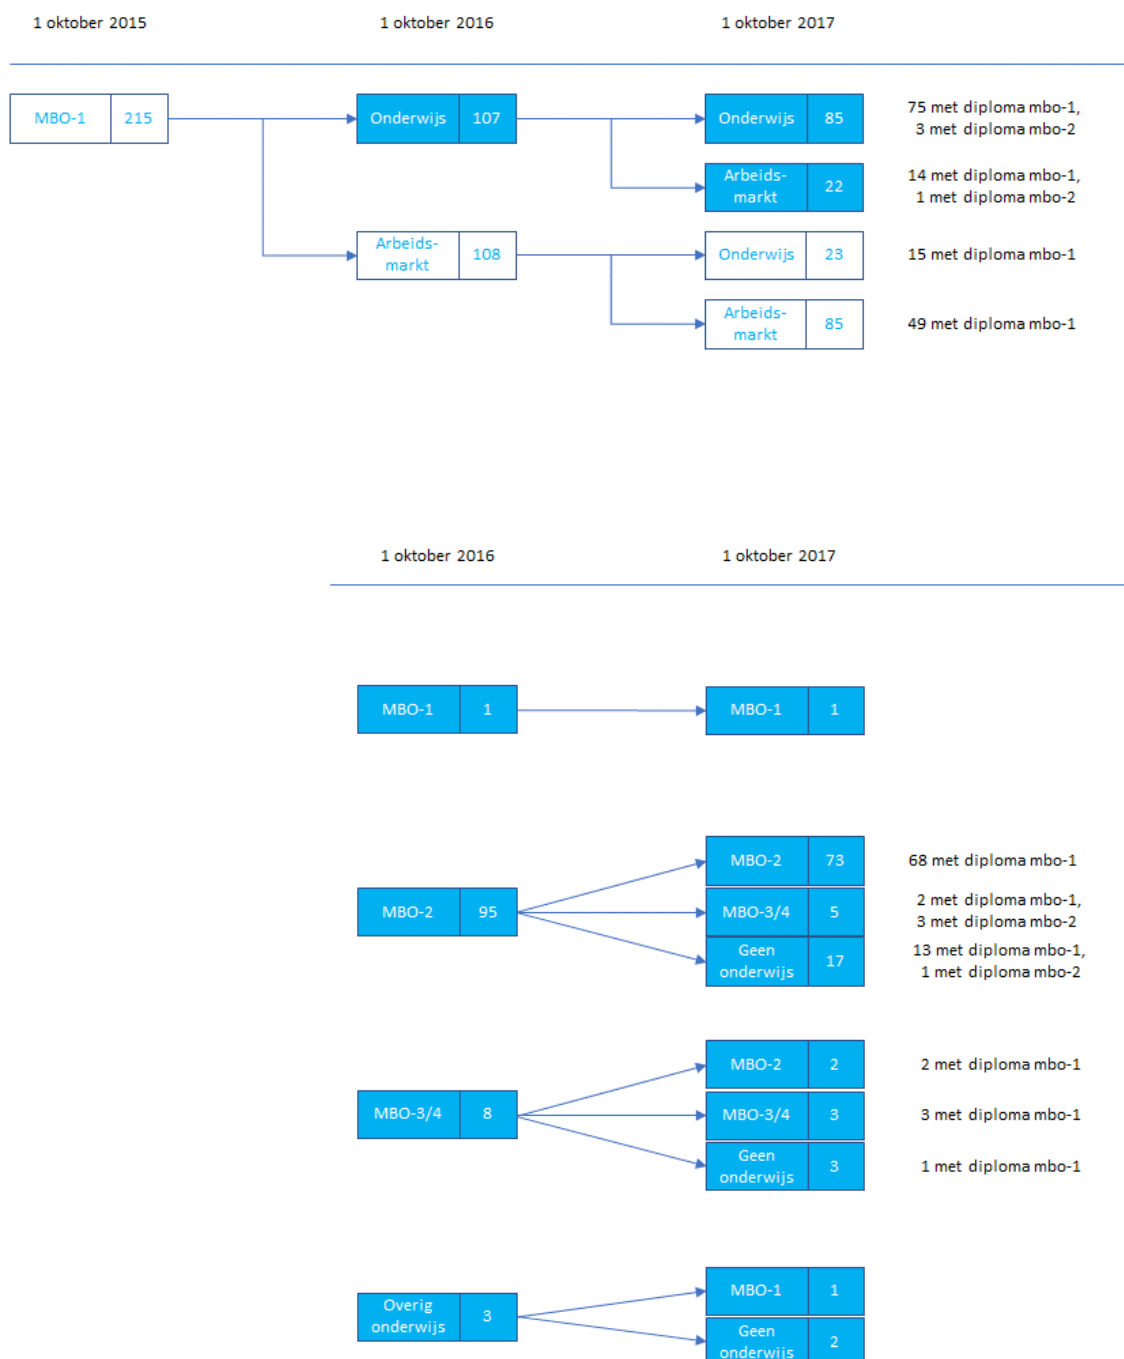 1 oktober 2015 1 oktober 2016 1 oktober 2017
MBO-1 215 Onderwijs 107 Onderwijs 85 75 met diploma mbo-1,
3 met diploma mbo-2
Arbeids-
markt 22 14 met diploma mbo-1,
1 met diploma mbo-2
Arbeids-
markt 108 Onderwijs 23 15 met diploma mbo-1
Arbeids-
markt 85 49 met diploma mbo-1
1 oktober 2016 1 oktober 2017
MBO-1 1 MBO-1 1
MBO-2 73 68 met diploma mbo-1
MBO-2 95 MBO-3/4 5 2 met diploma mbo-1,
3 met diploma mbo-2
Geen
onderwijs 17 13 met diploma mbo-1,
1 met diploma mbo-2
MBO-2 2 2 met diploma mbo-1
MBO-3/4 8 MBO-3/4 3 3 met diploma mbo-1
Geen
onderwijs 3 1 met diploma mbo-1
MBO-1 1
Overig
onderwijs 3
Geen
onderwijs 2